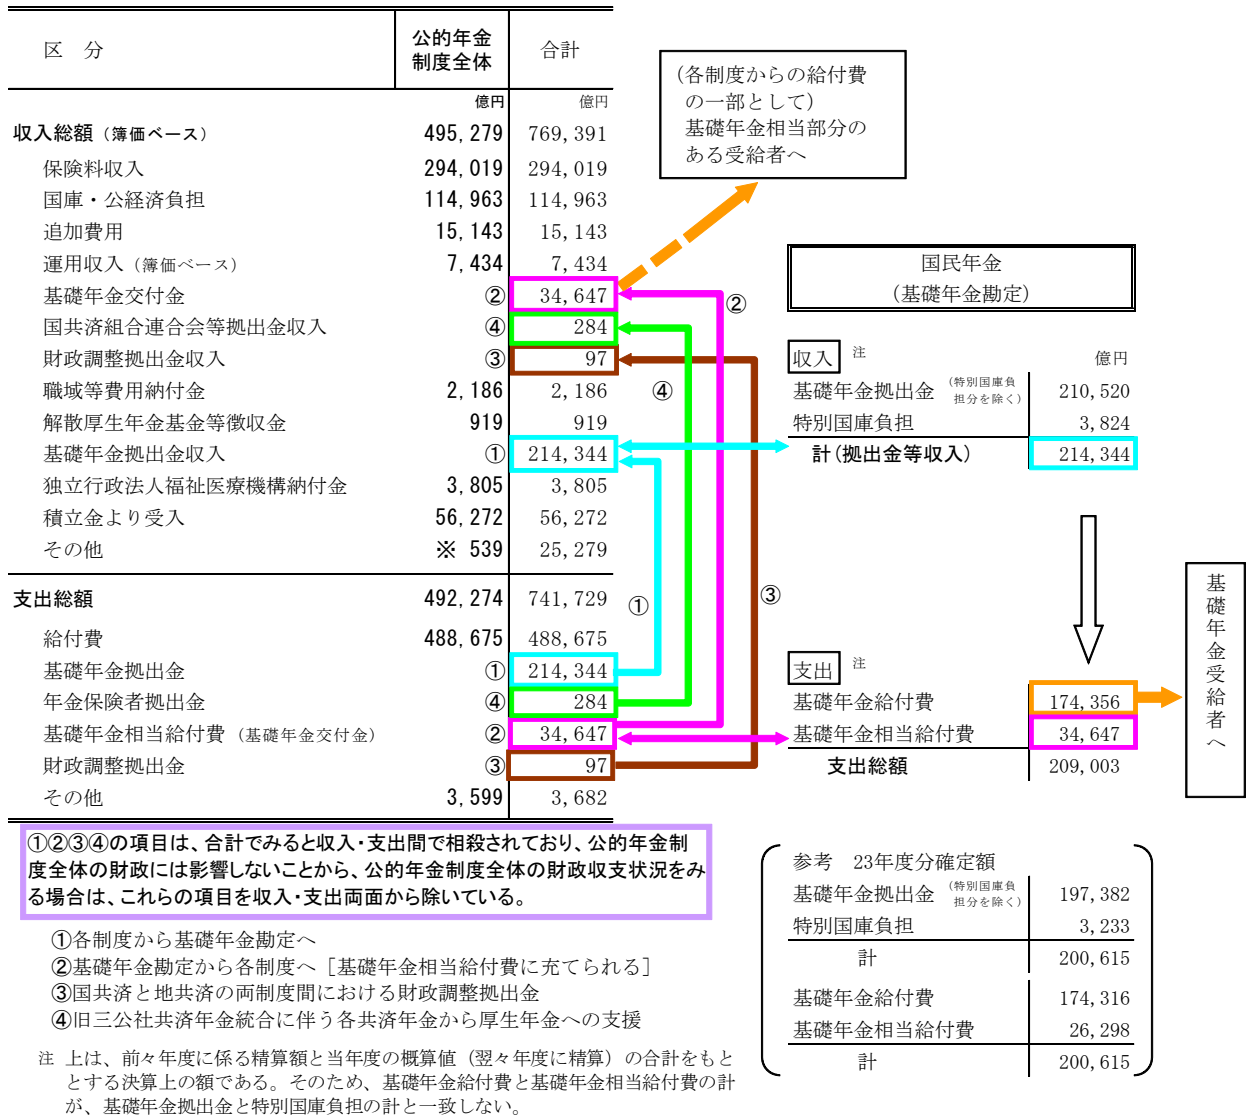 区　分
公的年金
制度全体
合計
億円
億円
収入総額（簿価ベース）　495,279　769,391
保険料収入　294,019　294,019
国庫・公経済負担　114,963　114,963
追加費用　15,143　15,143
運用収入（簿価ベース）　7,434　7,434
基礎年金交付金　②　34,647
国共済組合連合会等拠出金収入　④　284
財政調整拠出金収入　③　97
職域等費用納付金　2,186　2,186
解散厚生年金基金等徴収金　919　919
基礎年金拠出金収入　①　214,344
独立行政法人福祉医療機構納付金　3,805　3,805
積立金より受入　56,272　56,272
その他　※ 539　25,279
支出総額　492,274　741,729
給付費　488,675　488,675
基礎年金拠出金　①　214,344
年金保険者拠出金　④　284
基礎年金相当給付費（基礎年金交付金）　②　34,647
財政調整拠出金　③　97
その他　3,599　3,682
②
④
①
③
(各制度からの給付費
の一部として)
基礎年金相当部分の
ある受給者へ
国民年金
(基礎年金勘定)
収入　注　億円
基礎年金拠出金（特別国庫負
担分を除く）　210,520
特別国庫負担　3,824
計(拠出金等収入)　214,344
支出　注
基礎年金給付費　174,356
基礎年金相当給付費　34,647
支出総額　209,003
基礎年金受給者へ
①②③④の項目は、合計でみると収入・支出間で相殺されており、公的年金制
度全体の財政には影響しないことから、公的年金制度全体の財政収支状況をみ
る場合は、これらの項目を収入・支出両面から除いている。
①各制度から基礎年金勘定へ
②基礎年金勘定から各制度へ［基礎年金相当給付費に充てられる］
③国共済と地共済の両制度間における財政調整拠出金
④旧三公社共済年金統合に伴う各共済年金から厚生年金への支援
注　上は、前々年度に係る精算額と当年度の概算値（翌々年度に精算）の合計をもと
とする決算上の額である。そのため、基礎年金給付費と基礎年金相当給付費の計
が、基礎年金拠出金と特別国庫負担の計と一致しない。
参考　23年度分確定額
基礎年金拠出金（特別国庫負
担分を除く）　197,382
特別国庫負担　3,233
計　200,615
基礎年金給付費　174,316
基礎年金相当給付費　26,298
計　200,615